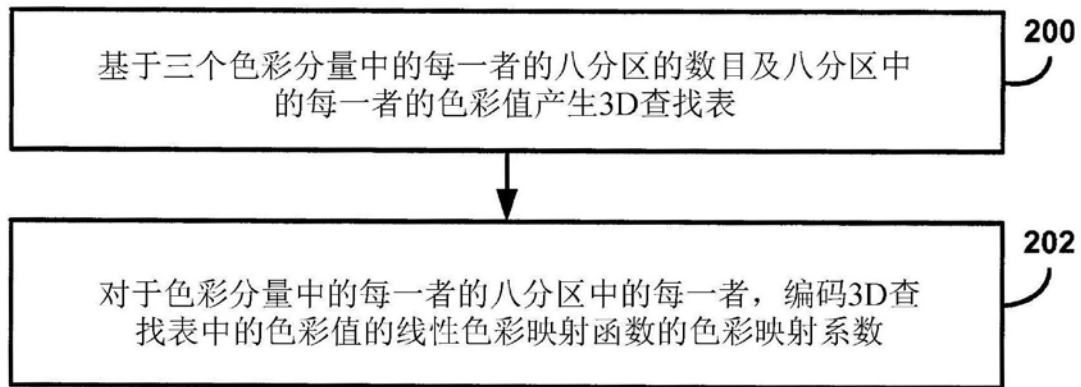 200
基于三个色彩分量中的每一者的八分区的数目及八分区中
的每一者的色彩值产生3D查找表
202
对于色彩分量中的每一者的八分区中的每一者，编码3D查
找表中的色彩值的线性色彩映射函数的色彩映射系数